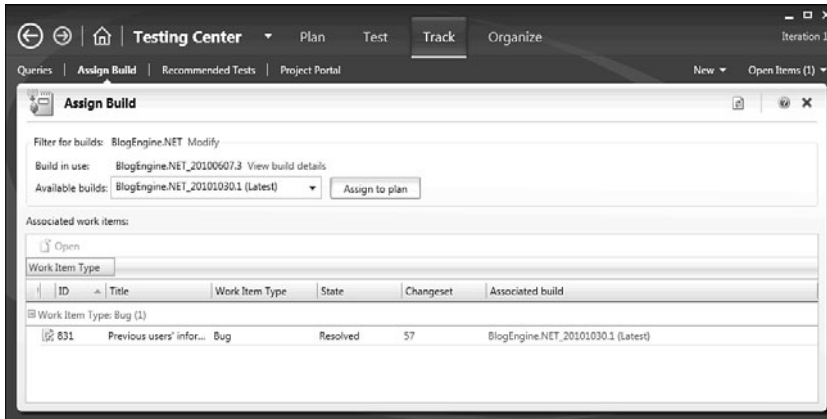 Testing Center Plan Test Track Organize Iteration 1
Queries Assign Build Recommended Tests Project Portal New Open Items (1)
Assign Build
Filter for builds: BlogEngine.NET Modify
Build in use: BlogEngine.NET_20100607.3 View build details
Available builds: BlogEngine.NET_20101030.1 (Latest) Assign to plan
Associated work items:
Open
Work Item Type
ID Title Work Item Type State Changeset Associated build
Work Item Type: Bug (1)
831 Previous users' infor... Bug Resolved 57 BlogEngine.NET_20101030.1 (Latest)